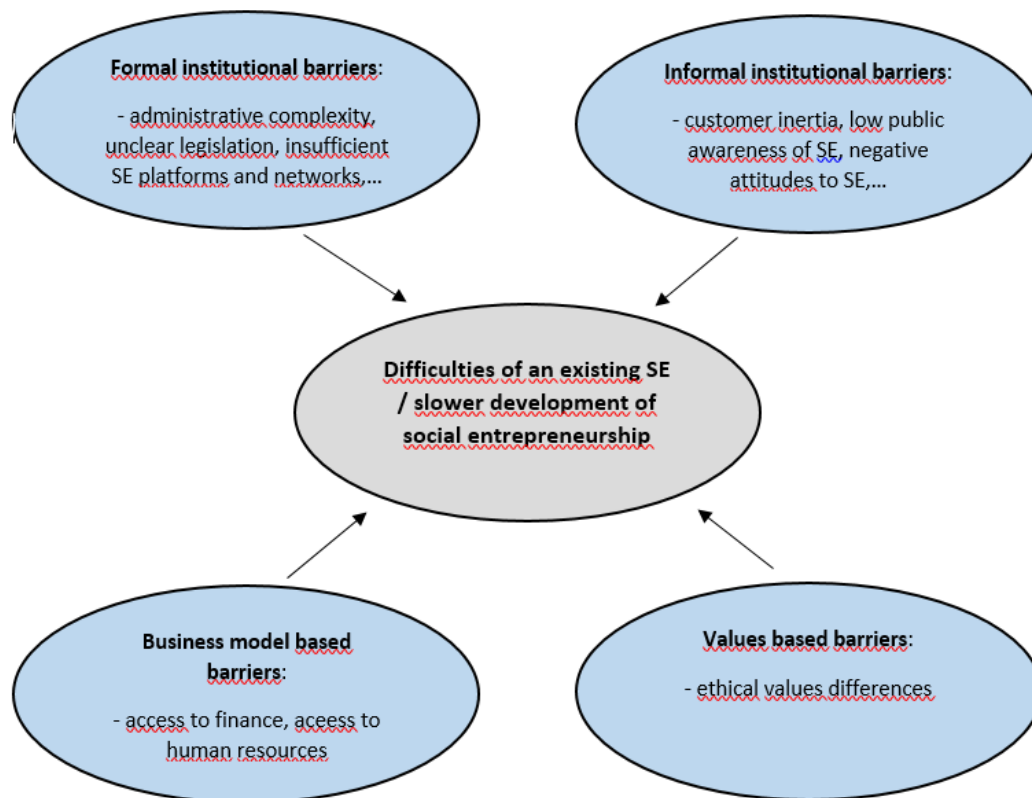 Formal institutional barriers:
- administrative complexity,
unclear legislation, insufficient
SE platforms and networks,...
Informal institutional barriers:
- customer inertia, low public
awareness of SE, negative
attitudes to SE,...
Difficulties of an existing SE
/ slower development of
social entrepreneurship
Business model based
barriers:
- access to finance, aceess to
human resources
Values based barriers:
- ethical values differences